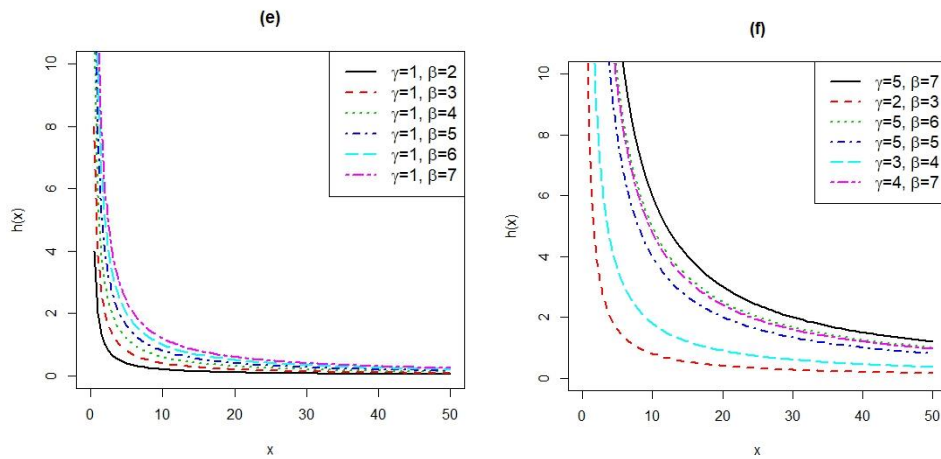 (e)
h(x)
10
8
6
4
2
0
0 10 20 30 40 50
x
γ=1, β=2
γ=1, β=3
γ=1, β=4
γ=1, β=5
γ=1, β=6
γ=1, β=7
(f)
h(x)
10
8
6
4
2
0
0 10 20 30 40 50
x
γ=5, β=7
γ=2, β=3
γ=5, β=6
γ=5, β=5
γ=3, β=4
γ=4, β=7